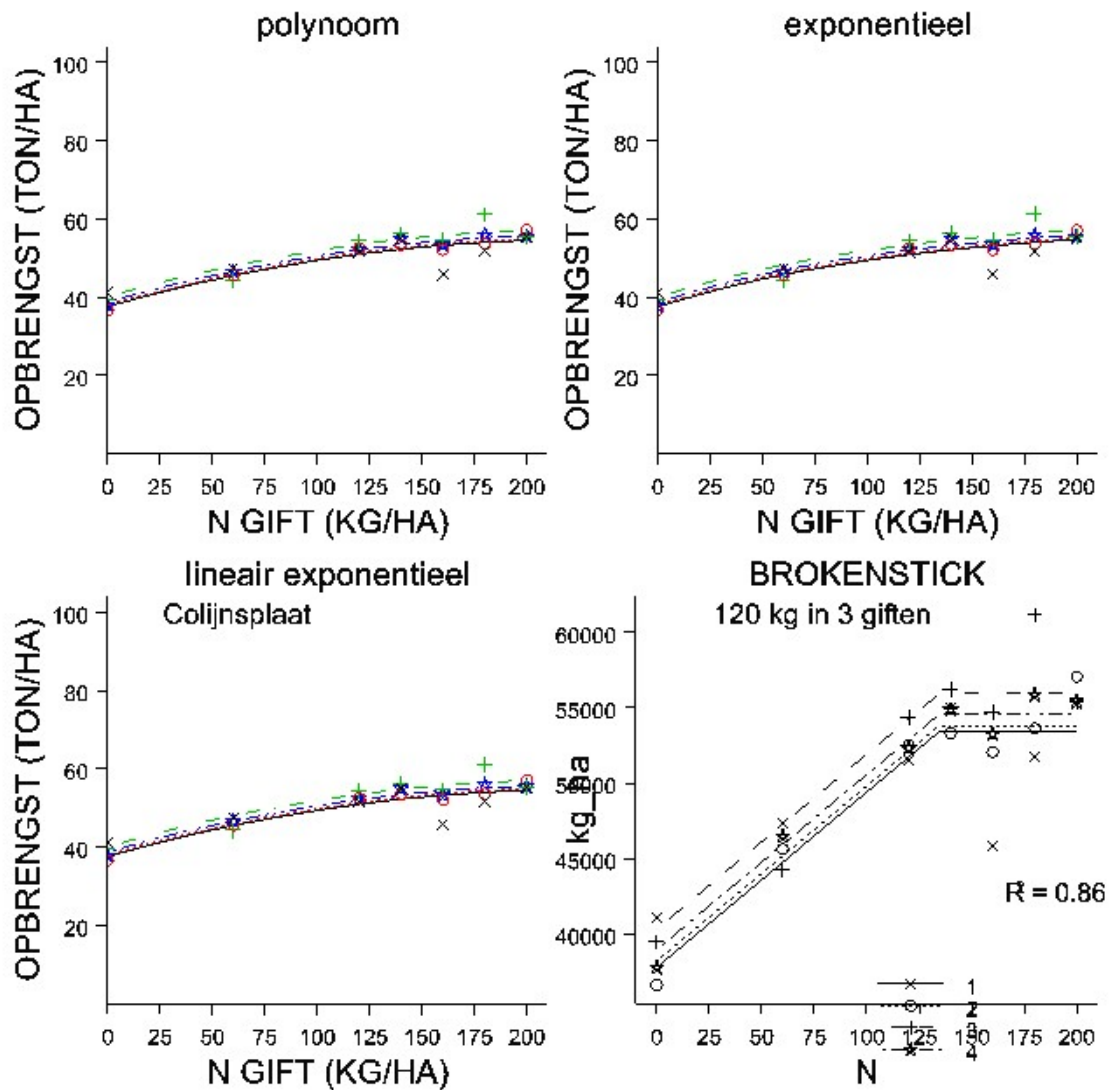 polynoom
100
80
60
40
20
OPBRENGST (TON/HA)
0 25 50 75 100 125 150 175 200
N GIFT (KG/HA)
exponentieel
100
80
60
40
20
OPBRENGST (TON/HA)
0 25 50 75 100 125 150 175 200
N GIFT (KG/HA)
lineair exponentieel
Colijnsplaat
100
80
60
40
20
OPBRENGST (TON/HA)
0 25 50 75 100 125 150 175 200
N GIFT (KG/HA)
BROKENSTICK
120 kg in 3 giften
60000
55000
50000
45000
40000
kg_ha
R = 0.86
1
2
3
4
0 25 50 75 100 125 150 175 200
N